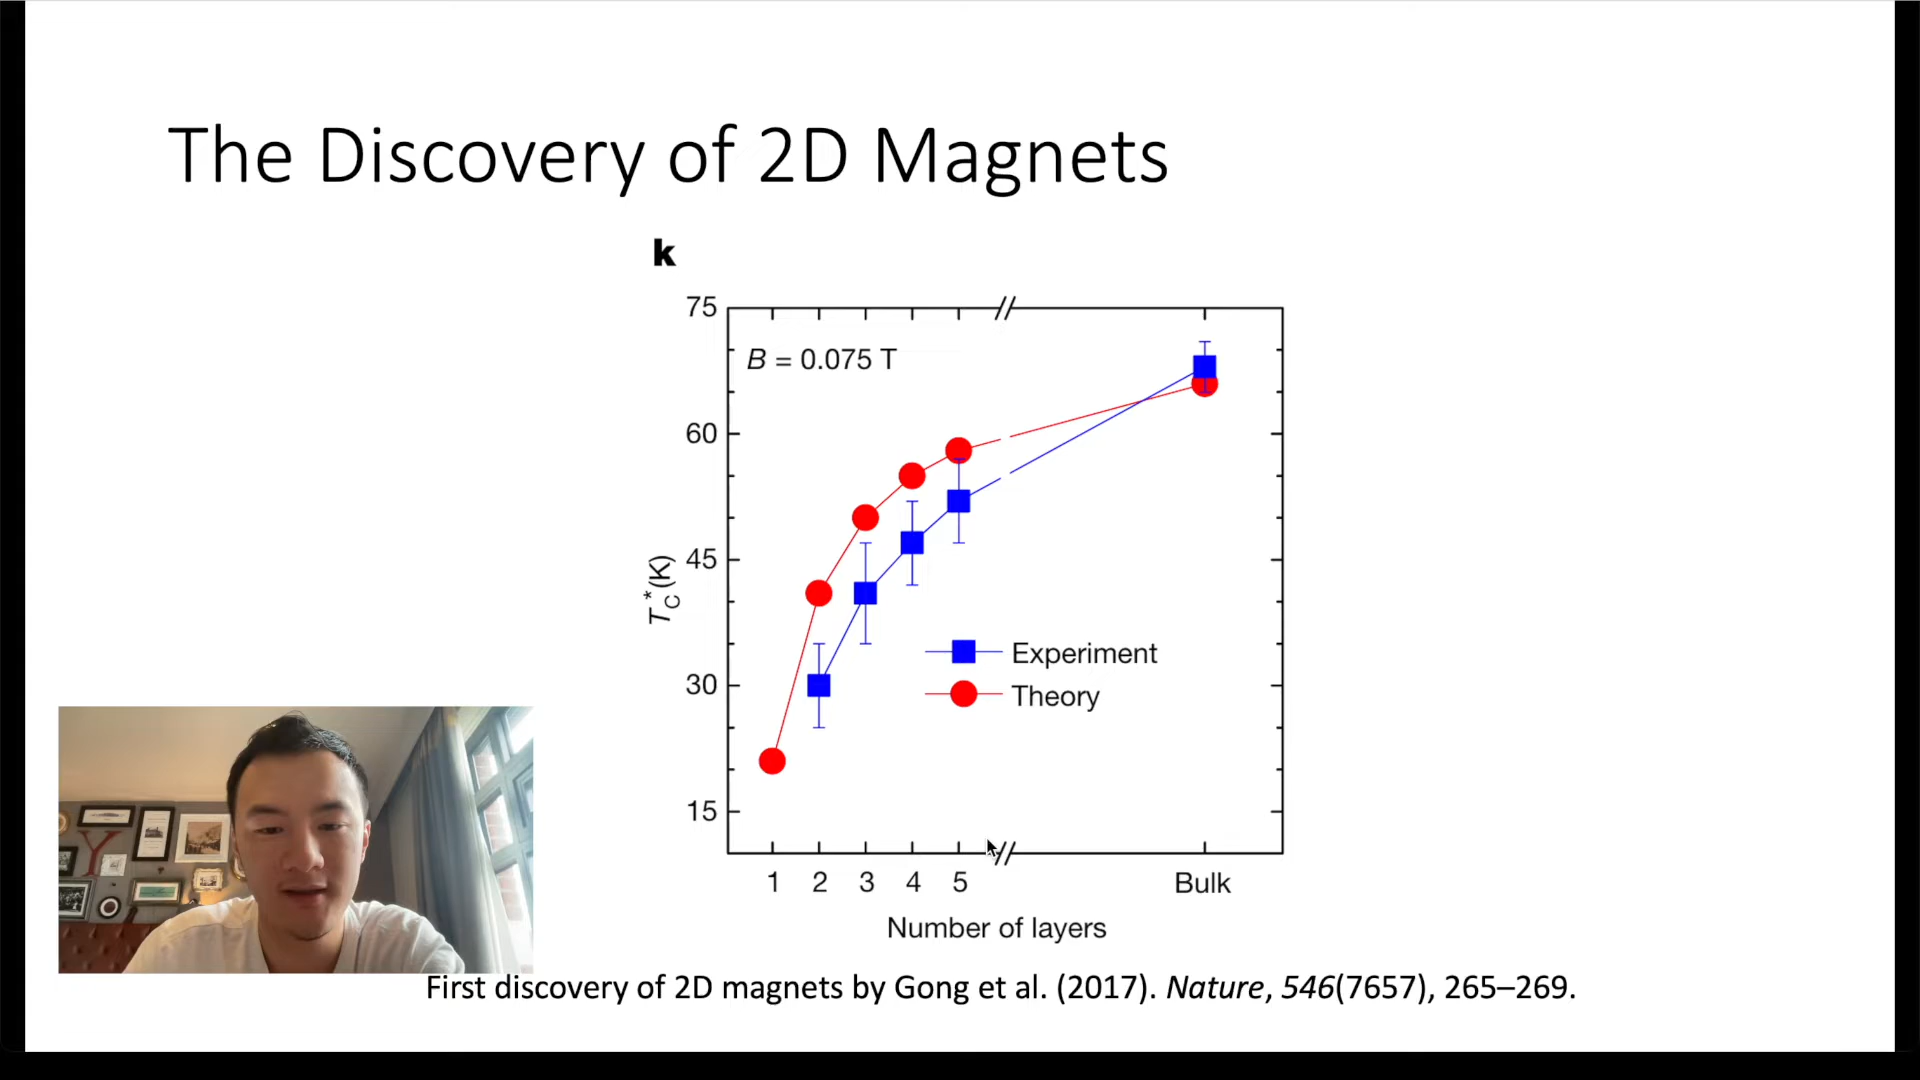 The Discovery of 2D Magnets
k
75
B = 0.075 T
60
45
T_C^*(K)
30
15
Experiment
Theory
1 2 3 4 5 Bulk
Number of layers
Y
First discovery of 2D magnets by Gong et al. (2017). Nature, 546(7657), 265–269.